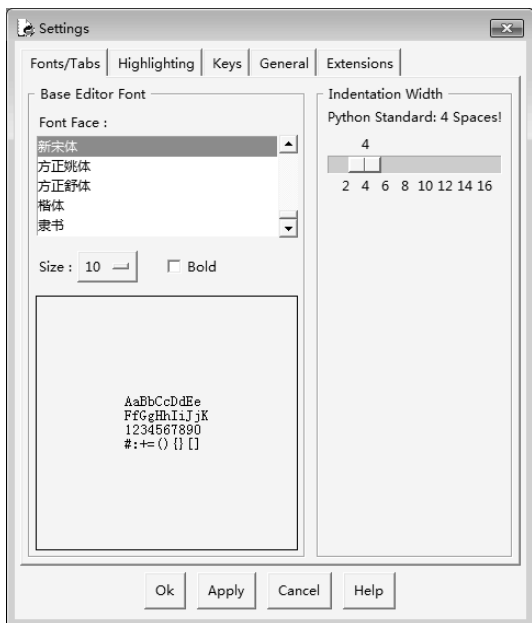 Settings
Fonts/Tabs Highlighting Keys General Extensions
Base Editor Font
Font Face :
新宋体
方正姚体
方正舒体
楷体
隶书
Size : 10 Bold
AaBbCcDdEe
FfGgHhIiJjK
1234567890
#:+=(){}[]
Indentation Width
Python Standard: 4 Spaces!
4
2 4 6 8 10 12 14 16
Ok Apply Cancel Help